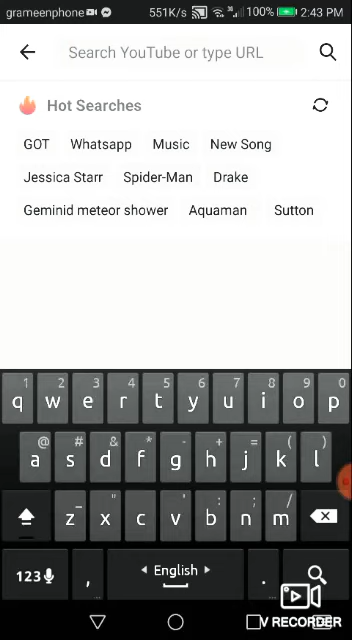 grameenphone 551K/s 3G 100% 2:43 PM
Search YouTube or type URL
Hot Searches
GOT Whatsapp Music New Song
Jessica Starr Spider-Man Drake
Geminid meteor shower Aquaman Sutton
1 2 3 4 5 6 7 8 9 0
q w e r t y u i o p
@ # & * - + = ( )
a s d f g h j k l
_ " ' : ; /
z x c v b n m
123 , English .
V RECORDER